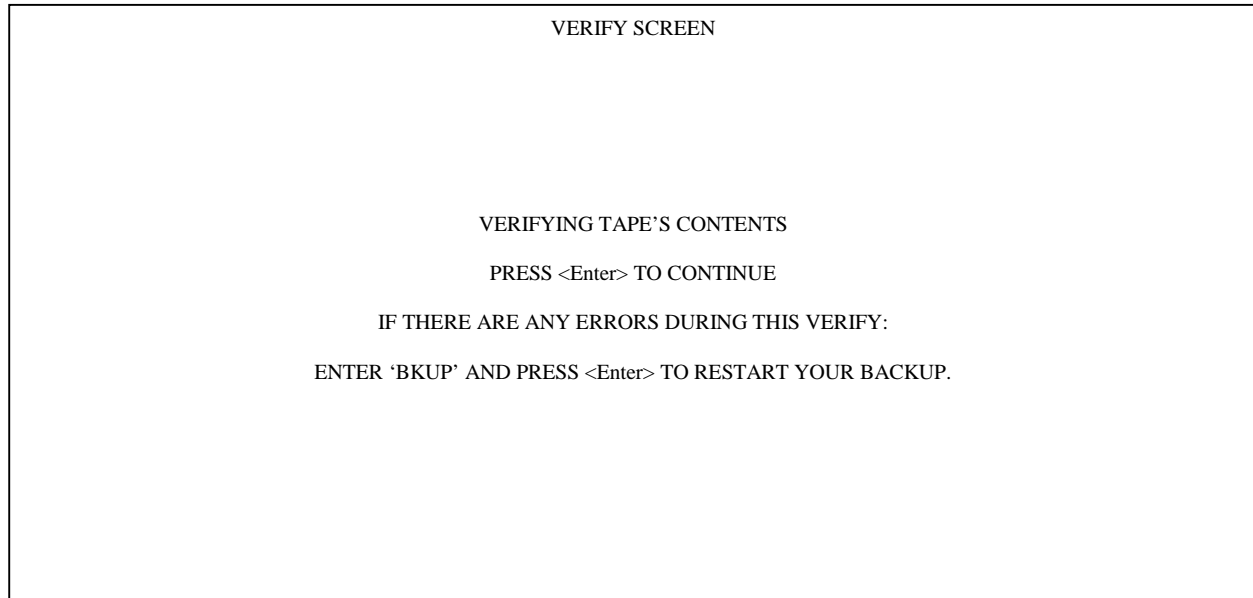 VERIFY SCREEN
VERIFYING TAPE’S CONTENTS
PRESS <Enter> TO CONTINUE
IF THERE ARE ANY ERRORS DURING THIS VERIFY:
ENTER ‘BKUP’ AND PRESS <Enter> TO RESTART YOUR BACKUP.